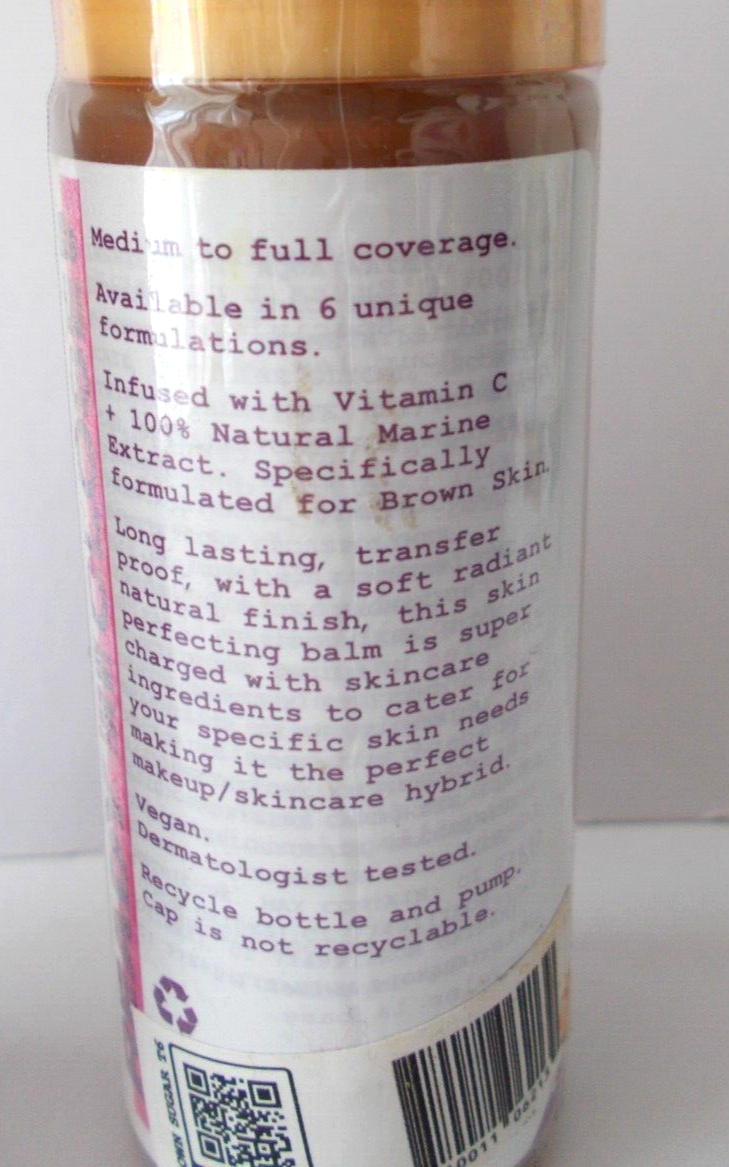 Medium to full coverage.
Available in 6 unique
formulations.
Infused with Vitamin C
+ 100% Natural Marine
Extract. Specifically
formulated for Brown Skin.
Long lasting, transfer
proof, with a soft radiant
natural finish, this skin
perfecting balm is super
charged with skincare
ingredients to cater for
your specific skin needs
making it the perfect
makeup/skincare hybrid.
Vegan.
Dermatologist tested.
Recycle bottle and pump.
Cap is not recyclable.
SUGAR T6